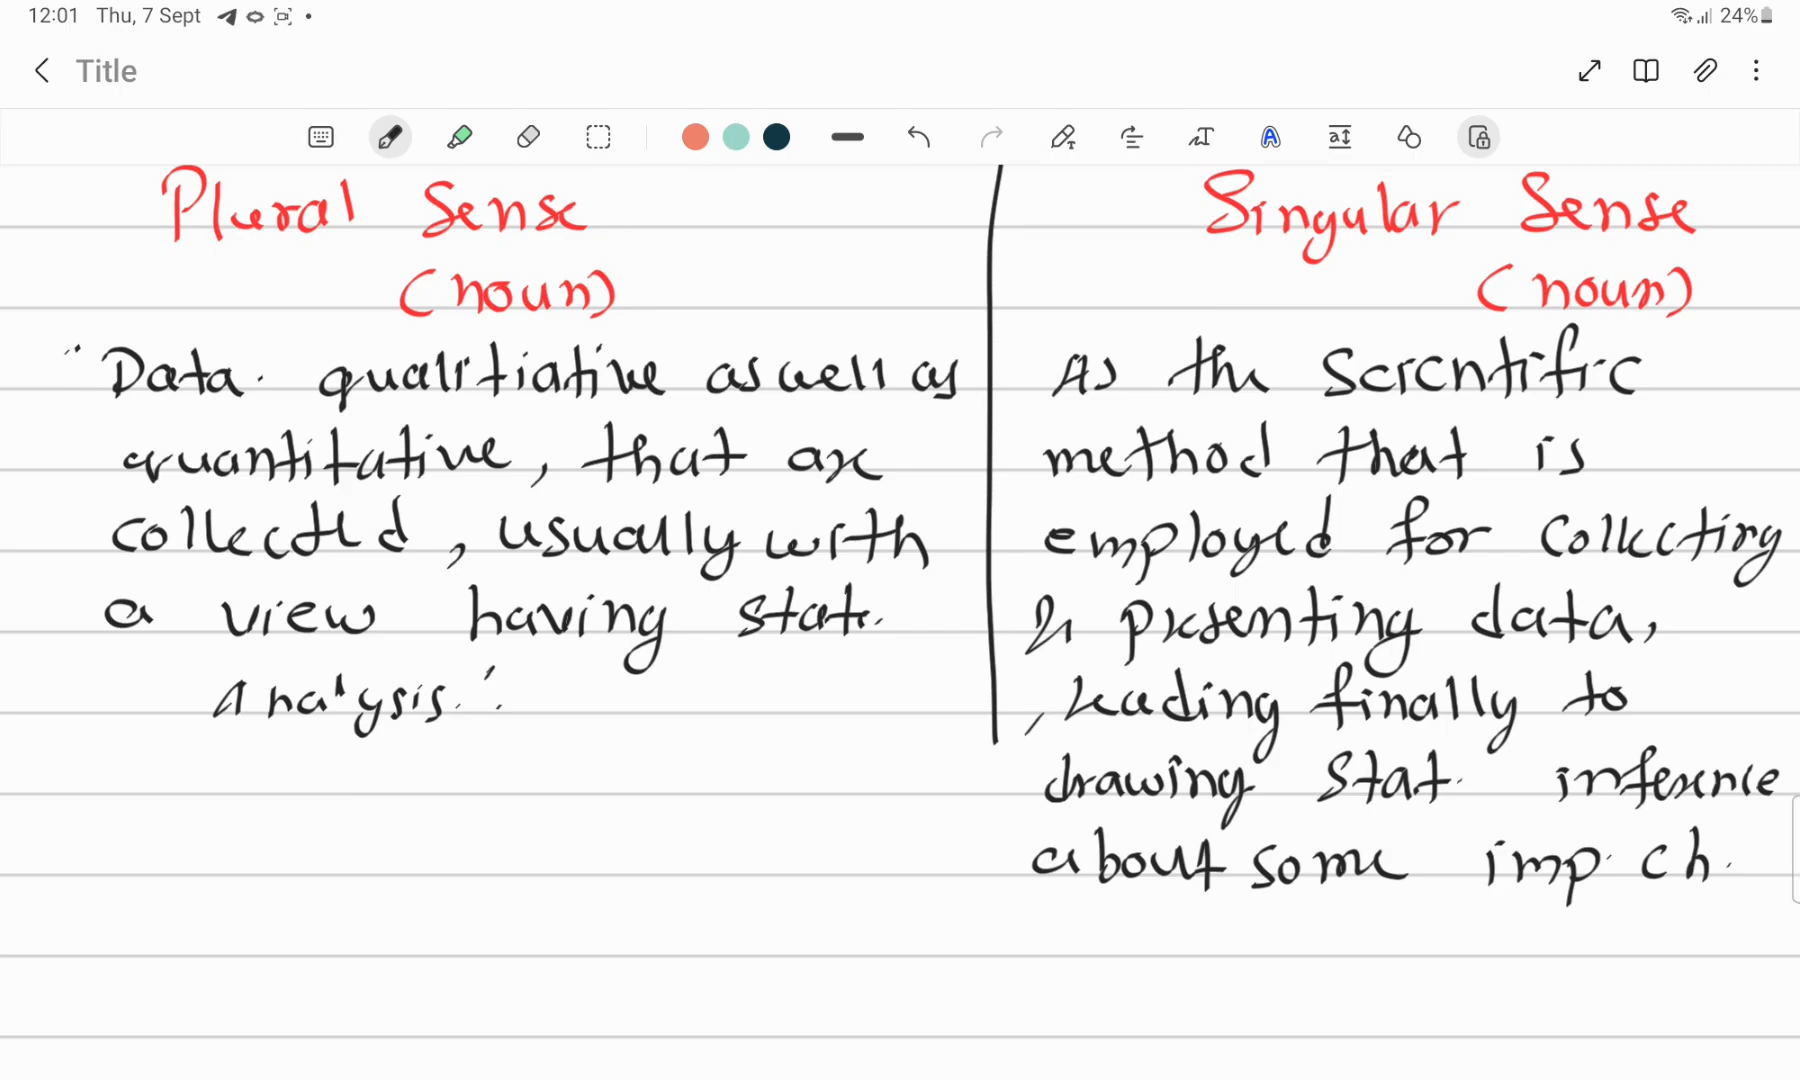 12:01 Thu, 7 Sept 24%
Title
Plural Sense
(noun)
"Data. qualitiative as well as
quantitative, that are
collected, usually with
a view having stat.
Analysis."
Singular Sense
(noun)
As the Scientific
method that is
employed for Collecting
& presenting data,
, leading finally to
drawing Stat. inference
about some imp. ch.